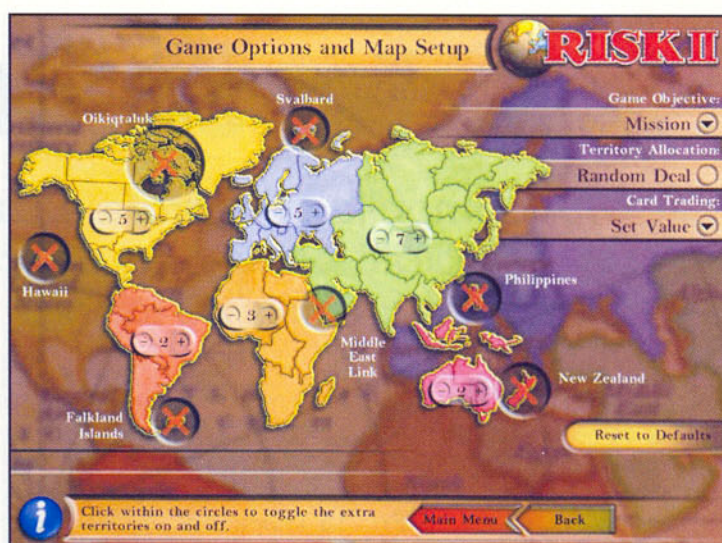 Game Options and Map Setup
RISK II
Svalbard
Oikiqtaluk
Game Objective:
Mission
Territory Allocation:
Random Deal
Card Trading:
Set Value
- 5 +
- 5 +
- 7 +
Hawaii
Philippines
- 3 +
- 2 +
Middle
East
Link
- 2 +
New Zealand
Falkland
Islands
Reset to Defaults
i
Click within the circles to toggle the extra
territories on and off.
Main Menu
Back